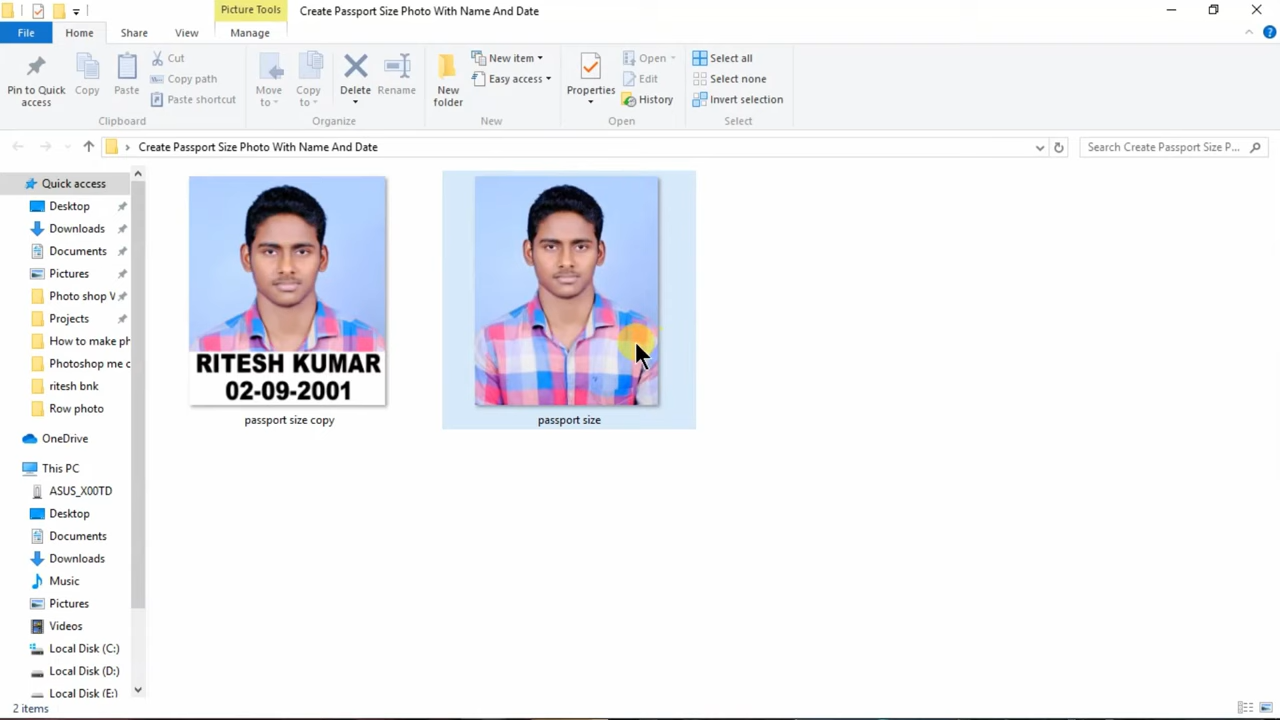 Picture Tools
Create Passport Size Photo With Name And Date
File
Home
Share
View
Manage
Pin to Quick access
Copy
Paste
Cut
Copy path
Paste shortcut
Move to
Copy to
Delete
Rename
New folder
New item
Easy access
Properties
Open
Edit
History
Select all
Select none
Invert selection
Clipboard
Organize
New
Open
Select
Create Passport Size Photo With Name And Date
Search Create Passport Size P...
Quick access
Desktop
Downloads
Documents
Pictures
Photo shop V
Projects
How to make ph
Photoshop me c
ritesh bnk
Row photo
OneDrive
This PC
ASUS_X00TD
Desktop
Documents
Downloads
Music
Pictures
Videos
Local Disk (C:)
Local Disk (D:)
Local Disk (E:)
RITESH KUMAR
02-09-2001
passport size copy
passport size
2 items